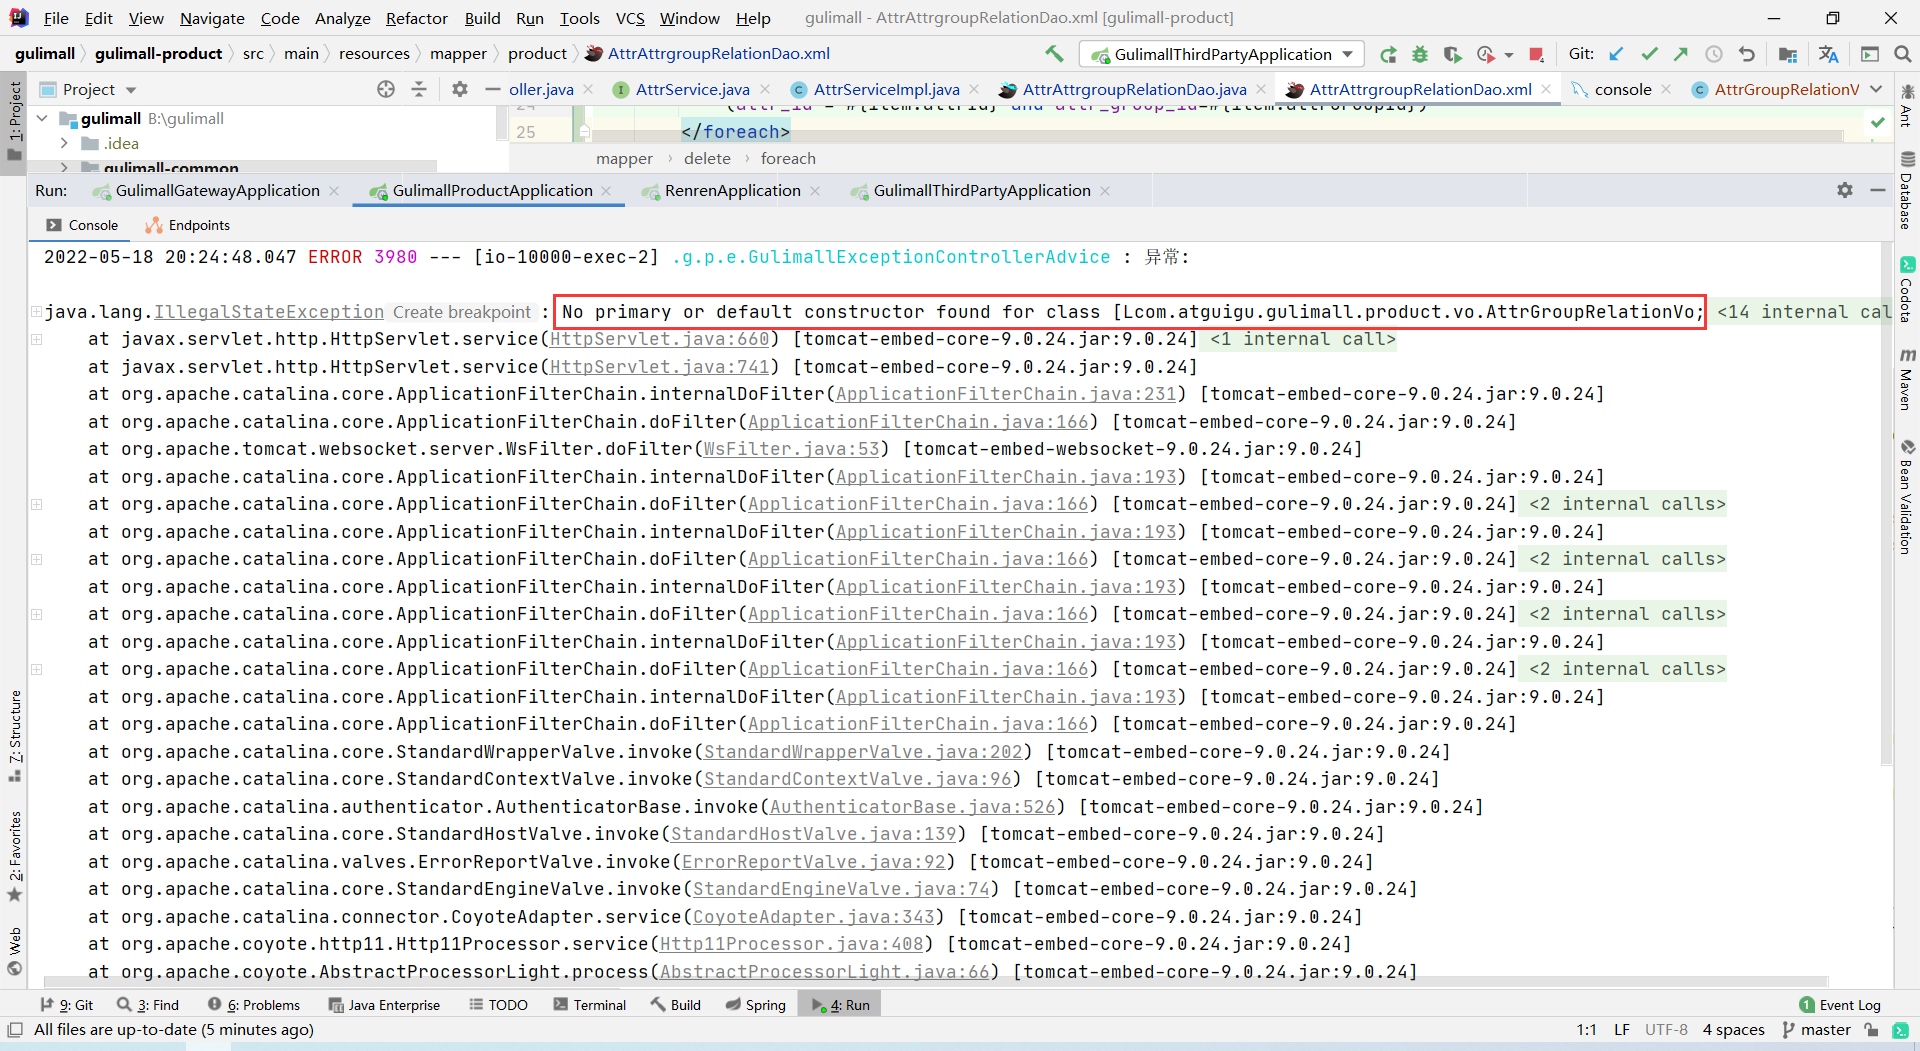 File Edit View Navigate Code Analyze Refactor Build Run Tools VCS Window Help gulimall - AttrAttrgroupRelationDao.xml [gulimall-product]
gulimall gulimall-product src main resources mapper product AttrAttrgroupRelationDao.xml GulimallThirdPartyApplication Git:
Project oller.java AttrService.java AttrServiceImpl.java AttrAttrgroupRelationDao.java AttrAttrgroupRelationDao.xml console AttrGroupRelationV
gulimall B:\gulimall
24 (attr_id = #{item.attrId} and attr_group_id=#{item.attrGroupId})
.idea
25 </foreach>
gulimall-common
mapper › delete › foreach
Run: GulimallGatewayApplication GulimallProductApplication RenrenApplication GulimallThirdPartyApplication
Console Endpoints
2022-05-18 20:24:48.047 ERROR 3980 --- [io-10000-exec-2] .g.p.e.GulimallExceptionControllerAdvice : 异常:
java.lang.IllegalStateException Create breakpoint : No primary or default constructor found for class [Lcom.atguigu.gulimall.product.vo.AttrGroupRelationVo; <14 internal cal
at javax.servlet.http.HttpServlet.service(HttpServlet.java:660) [tomcat-embed-core-9.0.24.jar:9.0.24] <1 internal call>
at javax.servlet.http.HttpServlet.service(HttpServlet.java:741) [tomcat-embed-core-9.0.24.jar:9.0.24]
at org.apache.catalina.core.ApplicationFilterChain.internalDoFilter(ApplicationFilterChain.java:231) [tomcat-embed-core-9.0.24.jar:9.0.24]
at org.apache.catalina.core.ApplicationFilterChain.doFilter(ApplicationFilterChain.java:166) [tomcat-embed-core-9.0.24.jar:9.0.24]
at org.apache.tomcat.websocket.server.WsFilter.doFilter(WsFilter.java:53) [tomcat-embed-websocket-9.0.24.jar:9.0.24]
at org.apache.catalina.core.ApplicationFilterChain.internalDoFilter(ApplicationFilterChain.java:193) [tomcat-embed-core-9.0.24.jar:9.0.24]
at org.apache.catalina.core.ApplicationFilterChain.doFilter(ApplicationFilterChain.java:166) [tomcat-embed-core-9.0.24.jar:9.0.24] <2 internal calls>
at org.apache.catalina.core.ApplicationFilterChain.internalDoFilter(ApplicationFilterChain.java:193) [tomcat-embed-core-9.0.24.jar:9.0.24]
at org.apache.catalina.core.ApplicationFilterChain.doFilter(ApplicationFilterChain.java:166) [tomcat-embed-core-9.0.24.jar:9.0.24] <2 internal calls>
at org.apache.catalina.core.ApplicationFilterChain.internalDoFilter(ApplicationFilterChain.java:193) [tomcat-embed-core-9.0.24.jar:9.0.24]
at org.apache.catalina.core.ApplicationFilterChain.doFilter(ApplicationFilterChain.java:166) [tomcat-embed-core-9.0.24.jar:9.0.24] <2 internal calls>
at org.apache.catalina.core.ApplicationFilterChain.internalDoFilter(ApplicationFilterChain.java:193) [tomcat-embed-core-9.0.24.jar:9.0.24]
at org.apache.catalina.core.ApplicationFilterChain.doFilter(ApplicationFilterChain.java:166) [tomcat-embed-core-9.0.24.jar:9.0.24] <2 internal calls>
at org.apache.catalina.core.ApplicationFilterChain.internalDoFilter(ApplicationFilterChain.java:193) [tomcat-embed-core-9.0.24.jar:9.0.24]
at org.apache.catalina.core.ApplicationFilterChain.doFilter(ApplicationFilterChain.java:166) [tomcat-embed-core-9.0.24.jar:9.0.24]
at org.apache.catalina.core.StandardWrapperValve.invoke(StandardWrapperValve.java:202) [tomcat-embed-core-9.0.24.jar:9.0.24]
at org.apache.catalina.core.StandardContextValve.invoke(StandardContextValve.java:96) [tomcat-embed-core-9.0.24.jar:9.0.24]
at org.apache.catalina.authenticator.AuthenticatorBase.invoke(AuthenticatorBase.java:526) [tomcat-embed-core-9.0.24.jar:9.0.24]
at org.apache.catalina.core.StandardHostValve.invoke(StandardHostValve.java:139) [tomcat-embed-core-9.0.24.jar:9.0.24]
at org.apache.catalina.valves.ErrorReportValve.invoke(ErrorReportValve.java:92) [tomcat-embed-core-9.0.24.jar:9.0.24]
at org.apache.catalina.core.StandardEngineValve.invoke(StandardEngineValve.java:74) [tomcat-embed-core-9.0.24.jar:9.0.24]
at org.apache.catalina.connector.CoyoteAdapter.service(CoyoteAdapter.java:343) [tomcat-embed-core-9.0.24.jar:9.0.24]
at org.apache.coyote.http11.Http11Processor.service(Http11Processor.java:408) [tomcat-embed-core-9.0.24.jar:9.0.24]
at org.apache.coyote.AbstractProcessorLight.process(AbstractProcessorLight.java:66) [tomcat-embed-core-9.0.24.jar:9.0.24]
1: Project
7: Structure
2: Favorites
Web
Ant
Database
Codota
Maven
Bean Validation
9: Git 3: Find 6: Problems Java Enterprise TODO Terminal Build Spring 4: Run 1 Event Log
All files are up-to-date (5 minutes ago) 1:1 LF UTF-8 4 spaces master